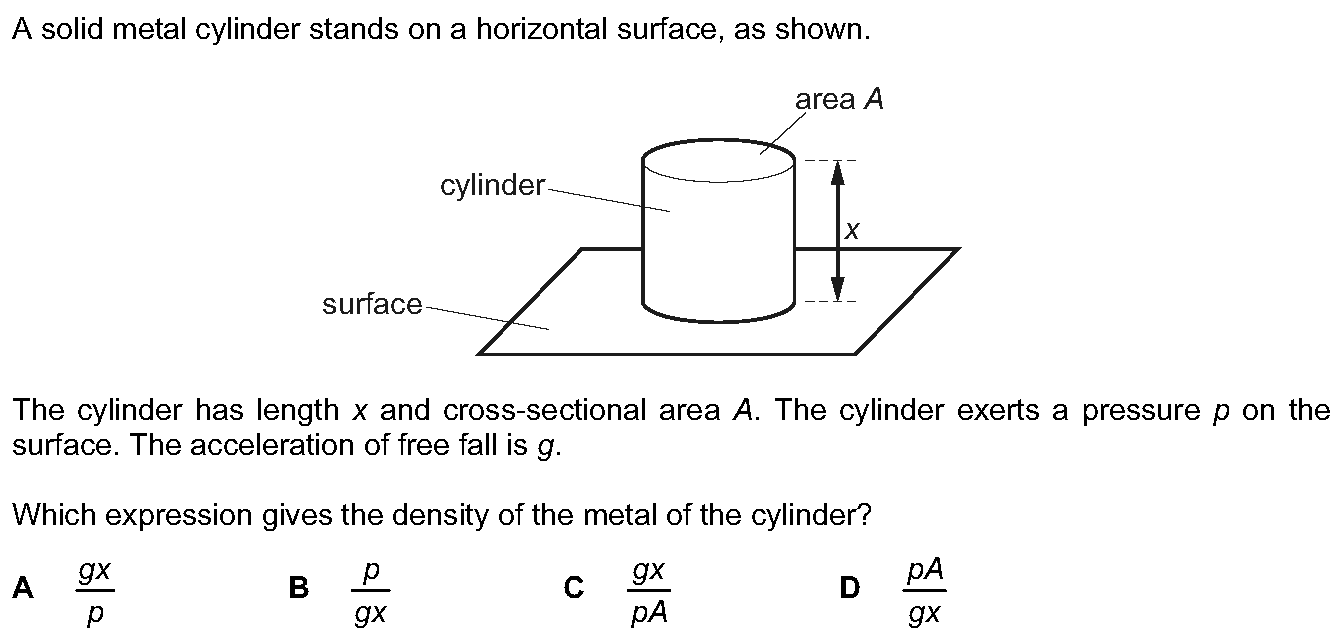 A solid metal cylinder stands on a horizontal surface, as shown.
area A
cylinder
x
surface
The cylinder has length x and cross-sectional area A. The cylinder exerts a pressure p on the
surface. The acceleration of free fall is g.
Which expression gives the density of the metal of the cylinder?
A gx/p B p/gx C gx/pA D pA/gx